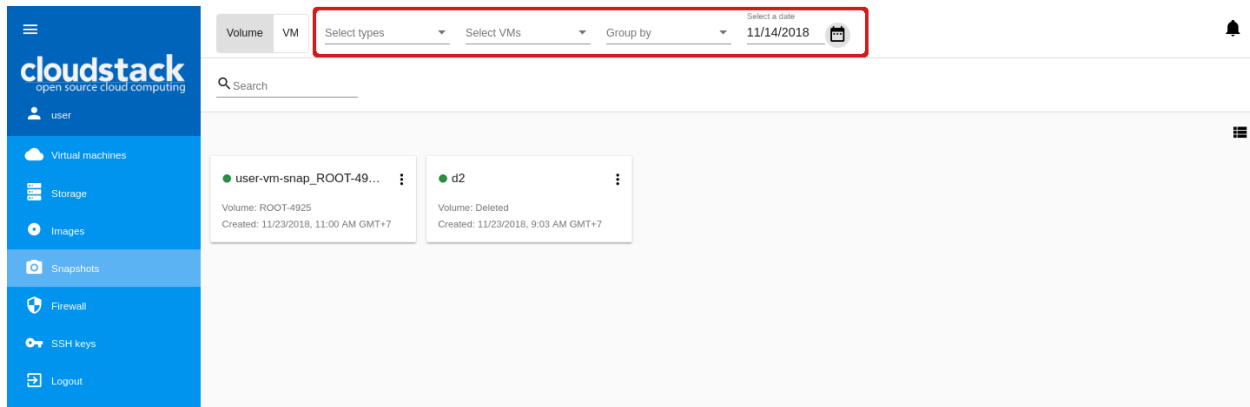 cloudstack
open source cloud computing
user
Virtual machines
Storage
Images
Snapshots
Firewall
SSH keys
Logout
Volume
VM
Select types
Select VMs
Group by
Select a date
11/14/2018
Search
user-vm-snap_ROOT-49...
Volume: ROOT-4925
Created: 11/23/2018, 11:00 AM GMT+7
d2
Volume: Deleted
Created: 11/23/2018, 9:03 AM GMT+7